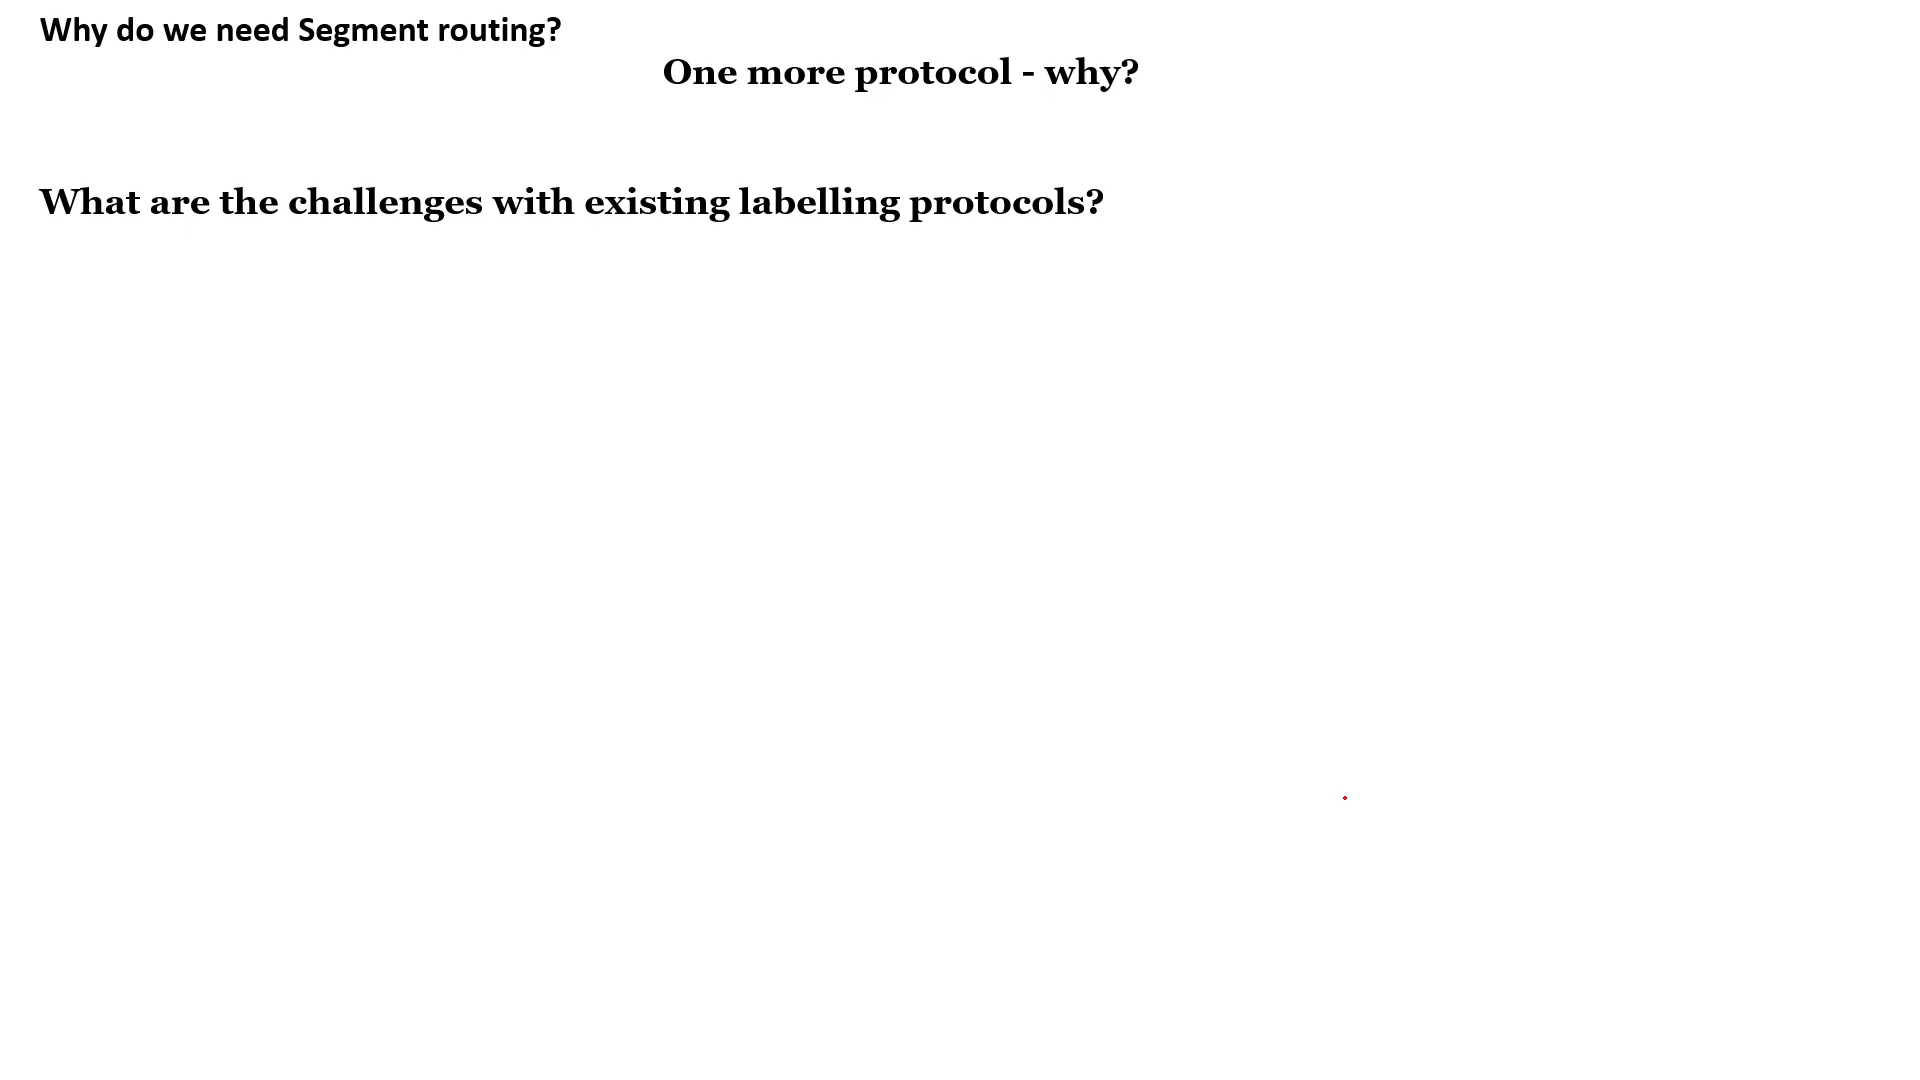 Why do we need Segment routing?
One more protocol - why?
What are the challenges with existing labelling protocols?